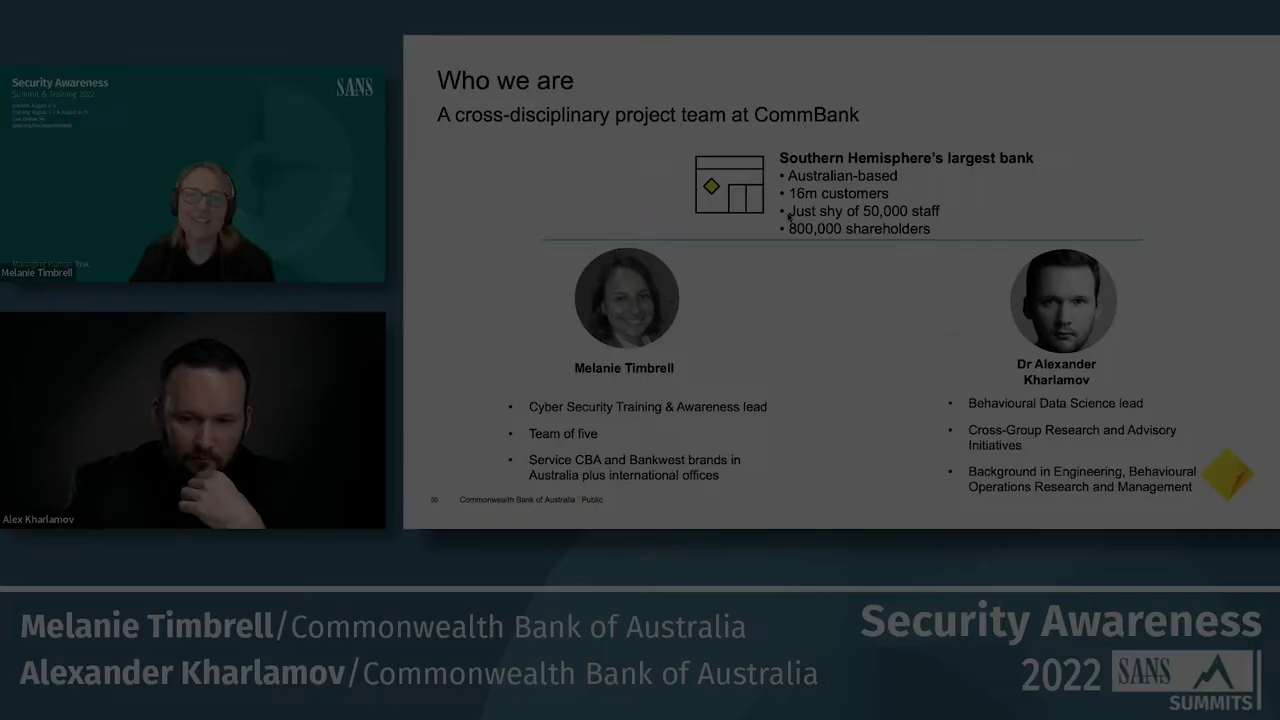 Security Awareness
Summit & Training 2022
SANS
Managing Human Risk
Melanie Timbrell
Alex Kharlamov
Who we are
A cross-disciplinary project team at CommBank
Southern Hemisphere's largest bank
• Australian-based
• 16m customers
• Just shy of 50,000 staff
• 800,000 shareholders
Melanie Timbrell
• Cyber Security Training & Awareness lead
• Team of five
• Service CBA and Bankwest brands in
Australia plus international offices
Dr Alexander
Kharlamov
• Behavioural Data Science lead
• Cross-Group Research and Advisory
Initiatives
• Background in Engineering, Behavioural
Operations Research and Management
56 Commonwealth Bank of Australia | Public
Melanie Timbrell/Commonwealth Bank of Australia
Alexander Kharlamov/Commonwealth Bank of Australia
Security Awareness
2022 SANS
SUMMITS